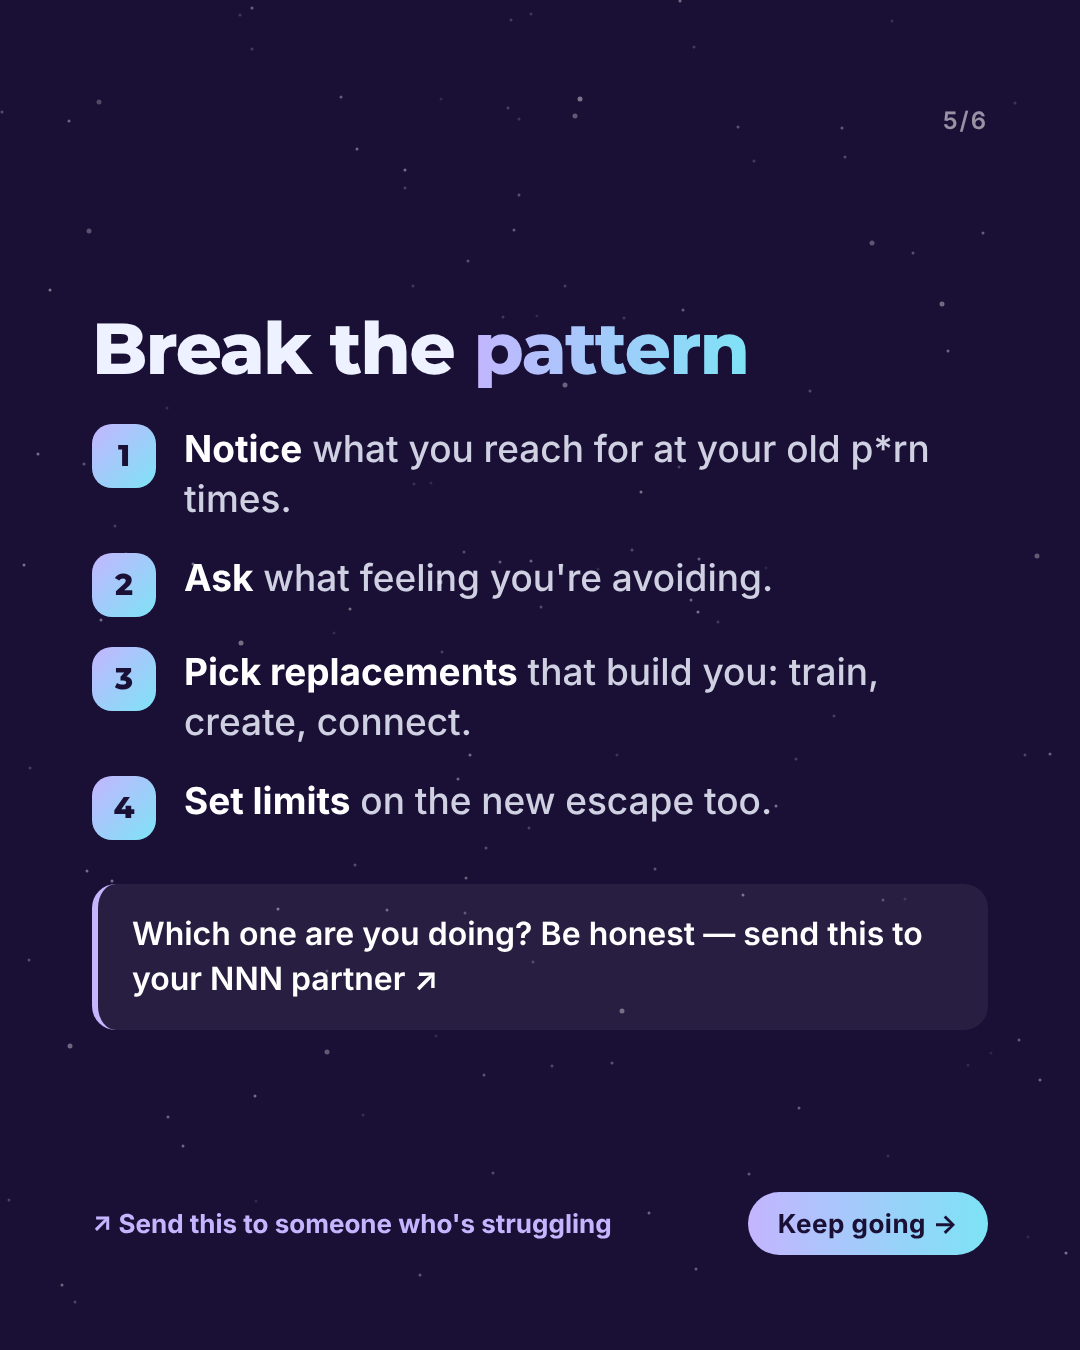 5/6
Break the pattern
1 Notice what you reach for at your old p*rn
times.
2 Ask what feeling you're avoiding.
3 Pick replacements that build you: train,
create, connect.
4 Set limits on the new escape too.
Which one are you doing? Be honest — send this to
your NNN partner ↗
↗ Send this to someone who's struggling
Keep going →